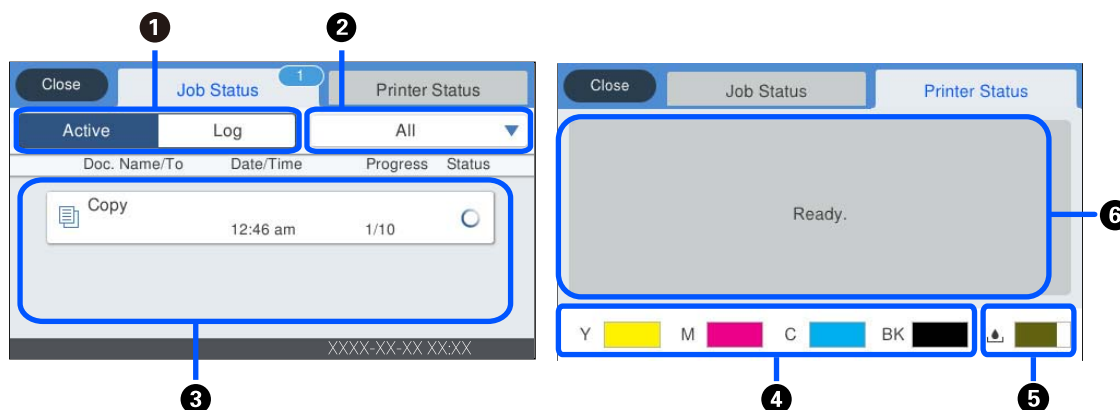 1 2
Close Job Status 1 Printer Status
Active Log All
Doc. Name/To Date/Time Progress Status
Copy
12:46 am 1/10
XXXX-XX-XX XX:XX
3
Close Job Status Printer Status
Ready.
6
Y M C BK
4 5